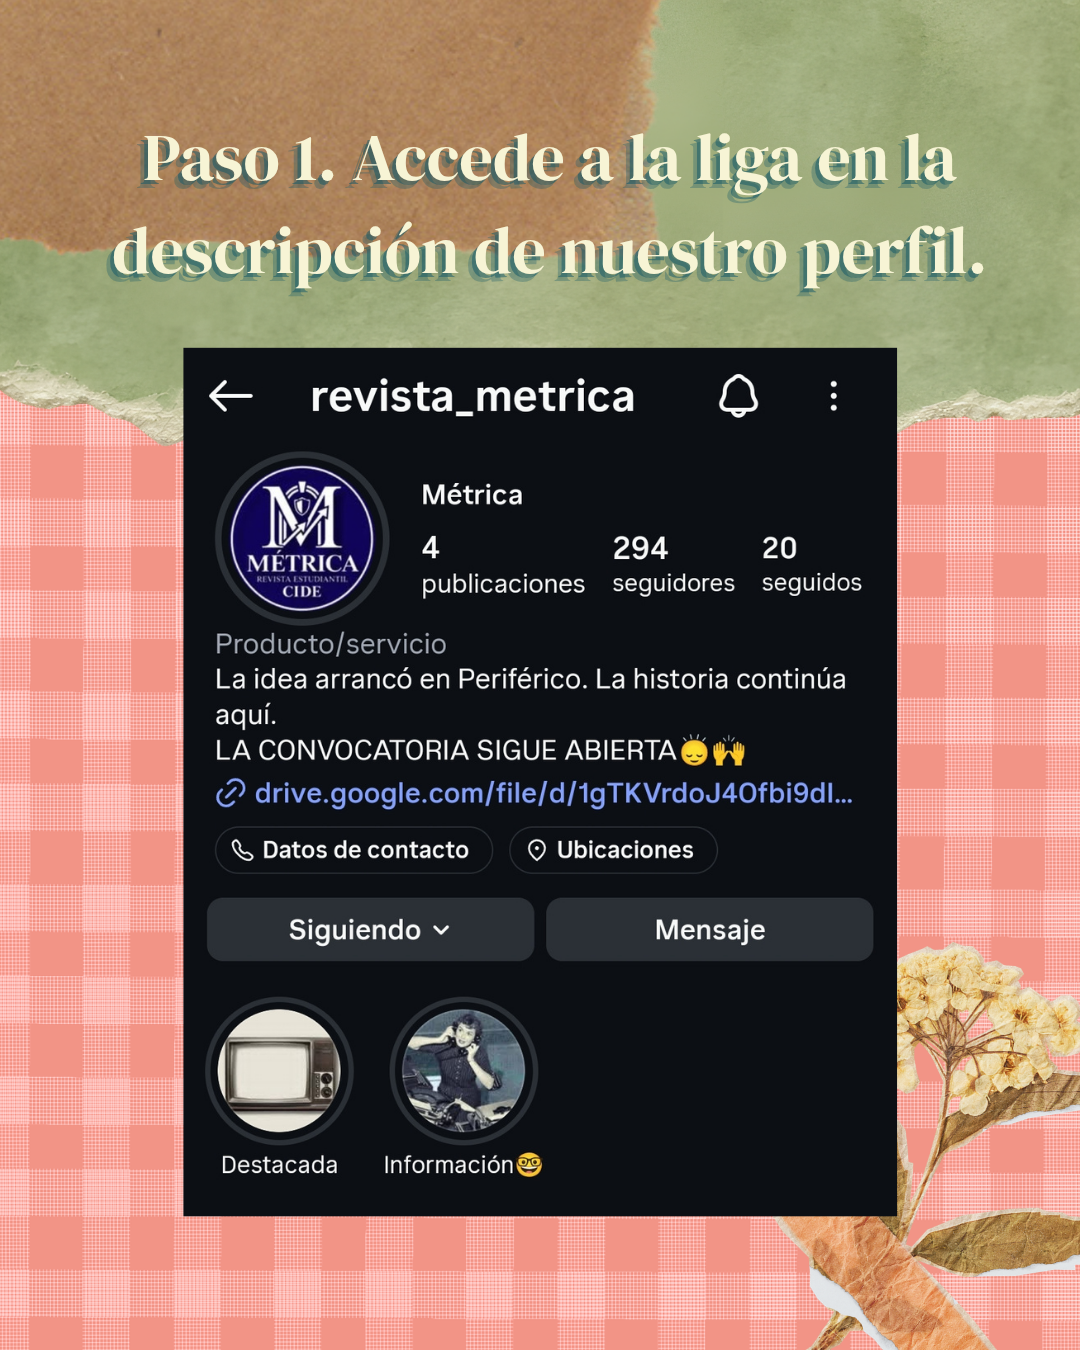 Paso 1. Accede a la liga en la
descripción de nuestro perfil.
revista_metrica
M
MÉTRICA
REVISTA ESTUDIANTIL
CIDE
Métrica
4 294 20
publicaciones seguidores seguidos
Producto/servicio
La idea arrancó en Periférico. La historia continúa
aquí.
LA CONVOCATORIA SIGUE ABIERTA😌🙌
drive.google.com/file/d/1gTKVrdoJ4Ofbi9dI...
Datos de contacto Ubicaciones
Siguiendo Mensaje
Destacada Información🤓